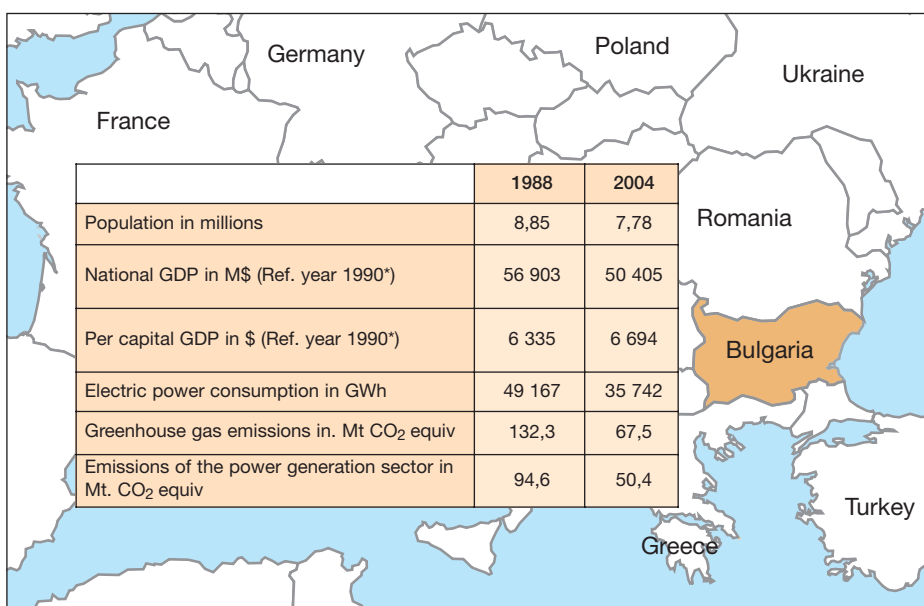 Germany
Poland
Ukraine
France
1988 2004
Population in millions 8,85 7,78
Romania
National GDP in M$ (Ref. year 1990*) 56 903 50 405
Per capital GDP in $ (Ref. year 1990*) 6 335 6 694
Bulgaria
Electric power consumption in GWh 49 167 35 742
Greenhouse gas emissions in. Mt CO₂ equiv 132,3 67,5
Emissions of the power generation sector in
Mt. CO₂ equiv 94,6 50,4
Turkey
Greece